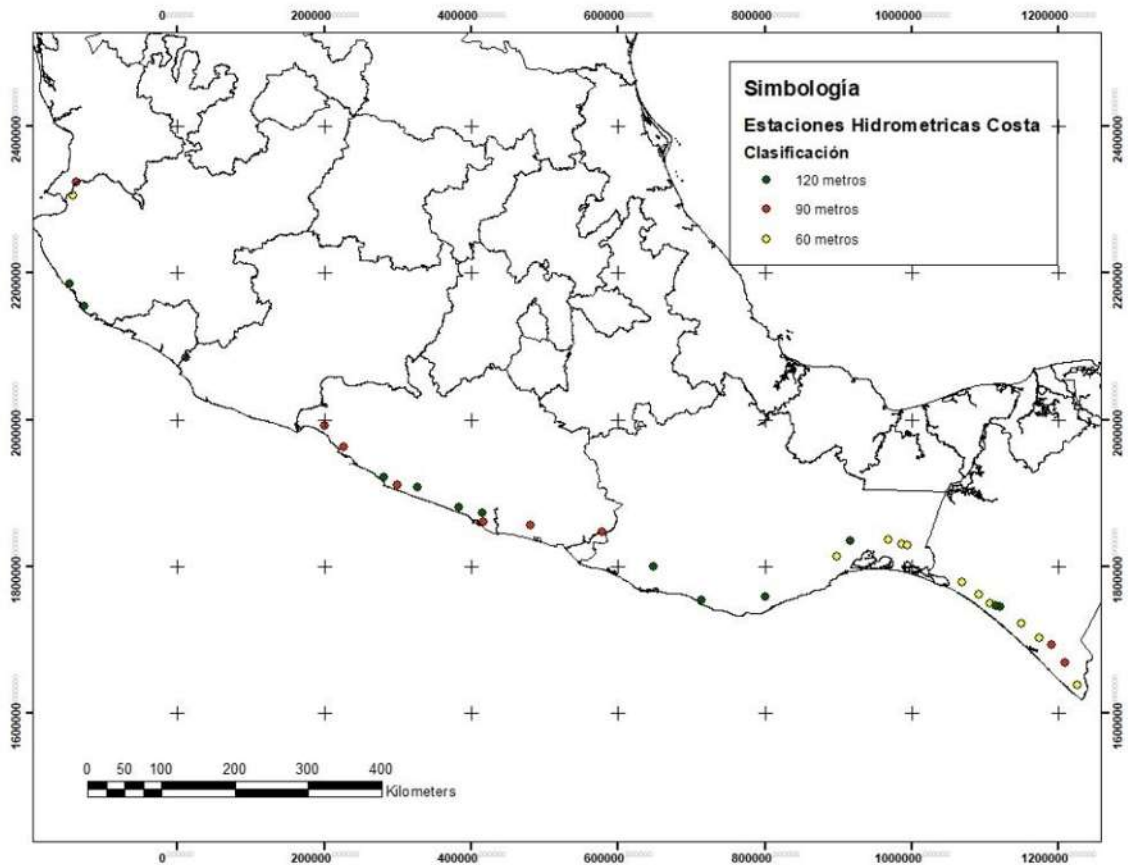 0 200000 400000 600000 800000 1000000 1200000
Simbología
Estaciones Hidrometricas Costa
Clasificación
120 metros
90 metros
60 metros
2400000 2400000
2200000 2200000
2000000 2000000
1800000 1800000
1600000 1600000
0 50 100 200 300 400
Kilometers
0 200000 400000 600000 800000 1000000 1200000